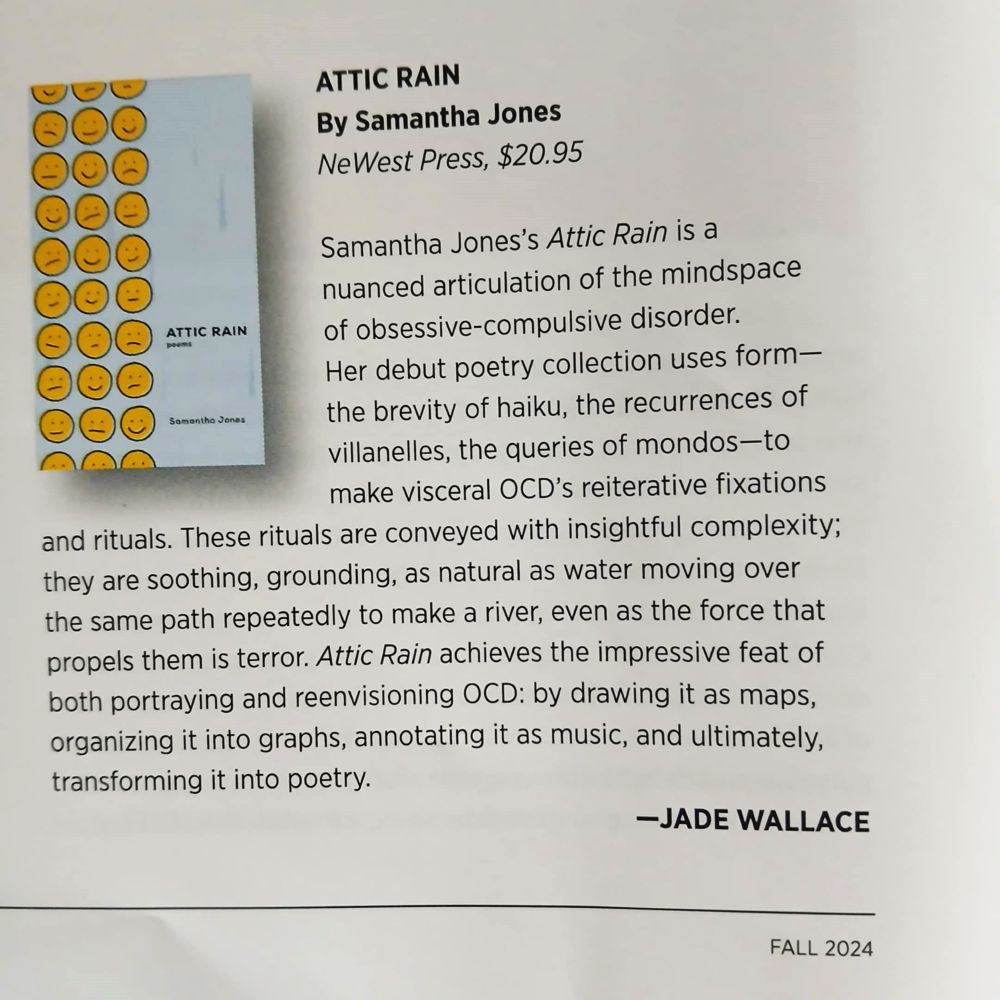 ATTIC RAIN
By Samantha Jones
NeWest Press, $20.95
ATTIC RAIN
poems
Samantha Jones
Samantha Jones’s Attic Rain is a
nuanced articulation of the mindspace
of obsessive-compulsive disorder.
Her debut poetry collection uses form—
the brevity of haiku, the recurrences of
villanelles, the queries of mondos—to
make visceral OCD’s reiterative fixations
and rituals. These rituals are conveyed with insightful complexity;
they are soothing, grounding, as natural as water moving over
the same path repeatedly to make a river, even as the force that
propels them is terror. Attic Rain achieves the impressive feat of
both portraying and reenvisioning OCD: by drawing it as maps,
organizing it into graphs, annotating it as music, and ultimately,
transforming it into poetry.
—JADE WALLACE
FALL 2024